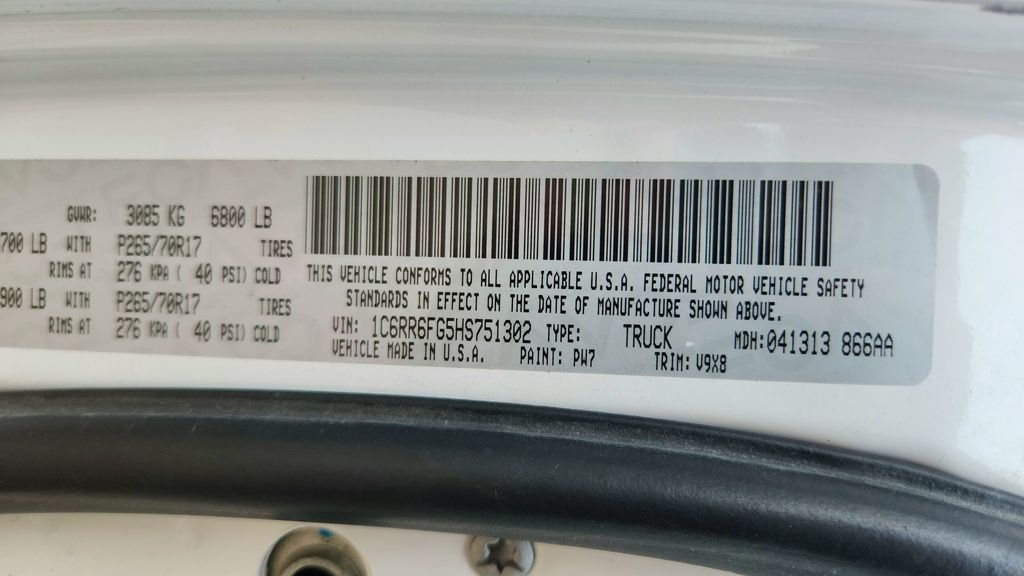 GVWR: 3085 KG 6800 LB
700 LB WITH P265/70R17 TIRES
RIMS AT 276 KPA ( 40 PSI) COLD
900 LB WITH P265/70R17 TIRES
RIMS AT 276 KPA ( 40 PSI) COLD
THIS VEHICLE CONFORMS TO ALL APPLICABLE U.S.A. FEDERAL MOTOR VEHICLE SAFETY
STANDARDS IN EFFECT ON THE DATE OF MANUFACTURE SHOWN ABOVE.
VIN: 1C6RR6FG5HS751302 TYPE: TRUCK MDH: 041313 866AA
VEHICLE MADE IN U.S.A. PAINT: PW7 TRIM: V9X8